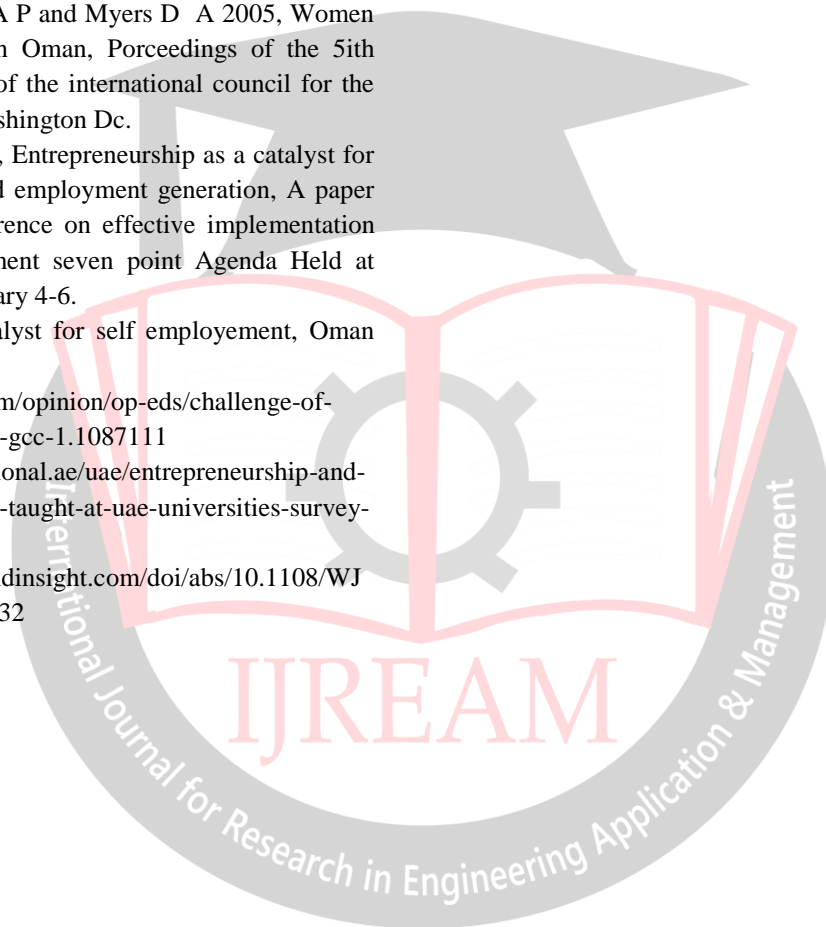 A P and Myers D A 2005, Women
n Oman, Porceedings of the 5ith
of the international council for the
shington Dc.
, Entrepreneurship as a catalyst for
d employment generation, A paper
rence on effective implementation
ment seven point Agenda Held at
ary 4-6.
alyst for self employement, Oman
m/opinion/op-eds/challenge-of-
-gcc-1.1087111
ional.ae/uae/entrepreneurship-and-
-taught-at-uae-universities-survey-
ldinsight.com/doi/abs/10.1108/WJ
32
IJREAM
International Journal for Research in Engineering Application & Management